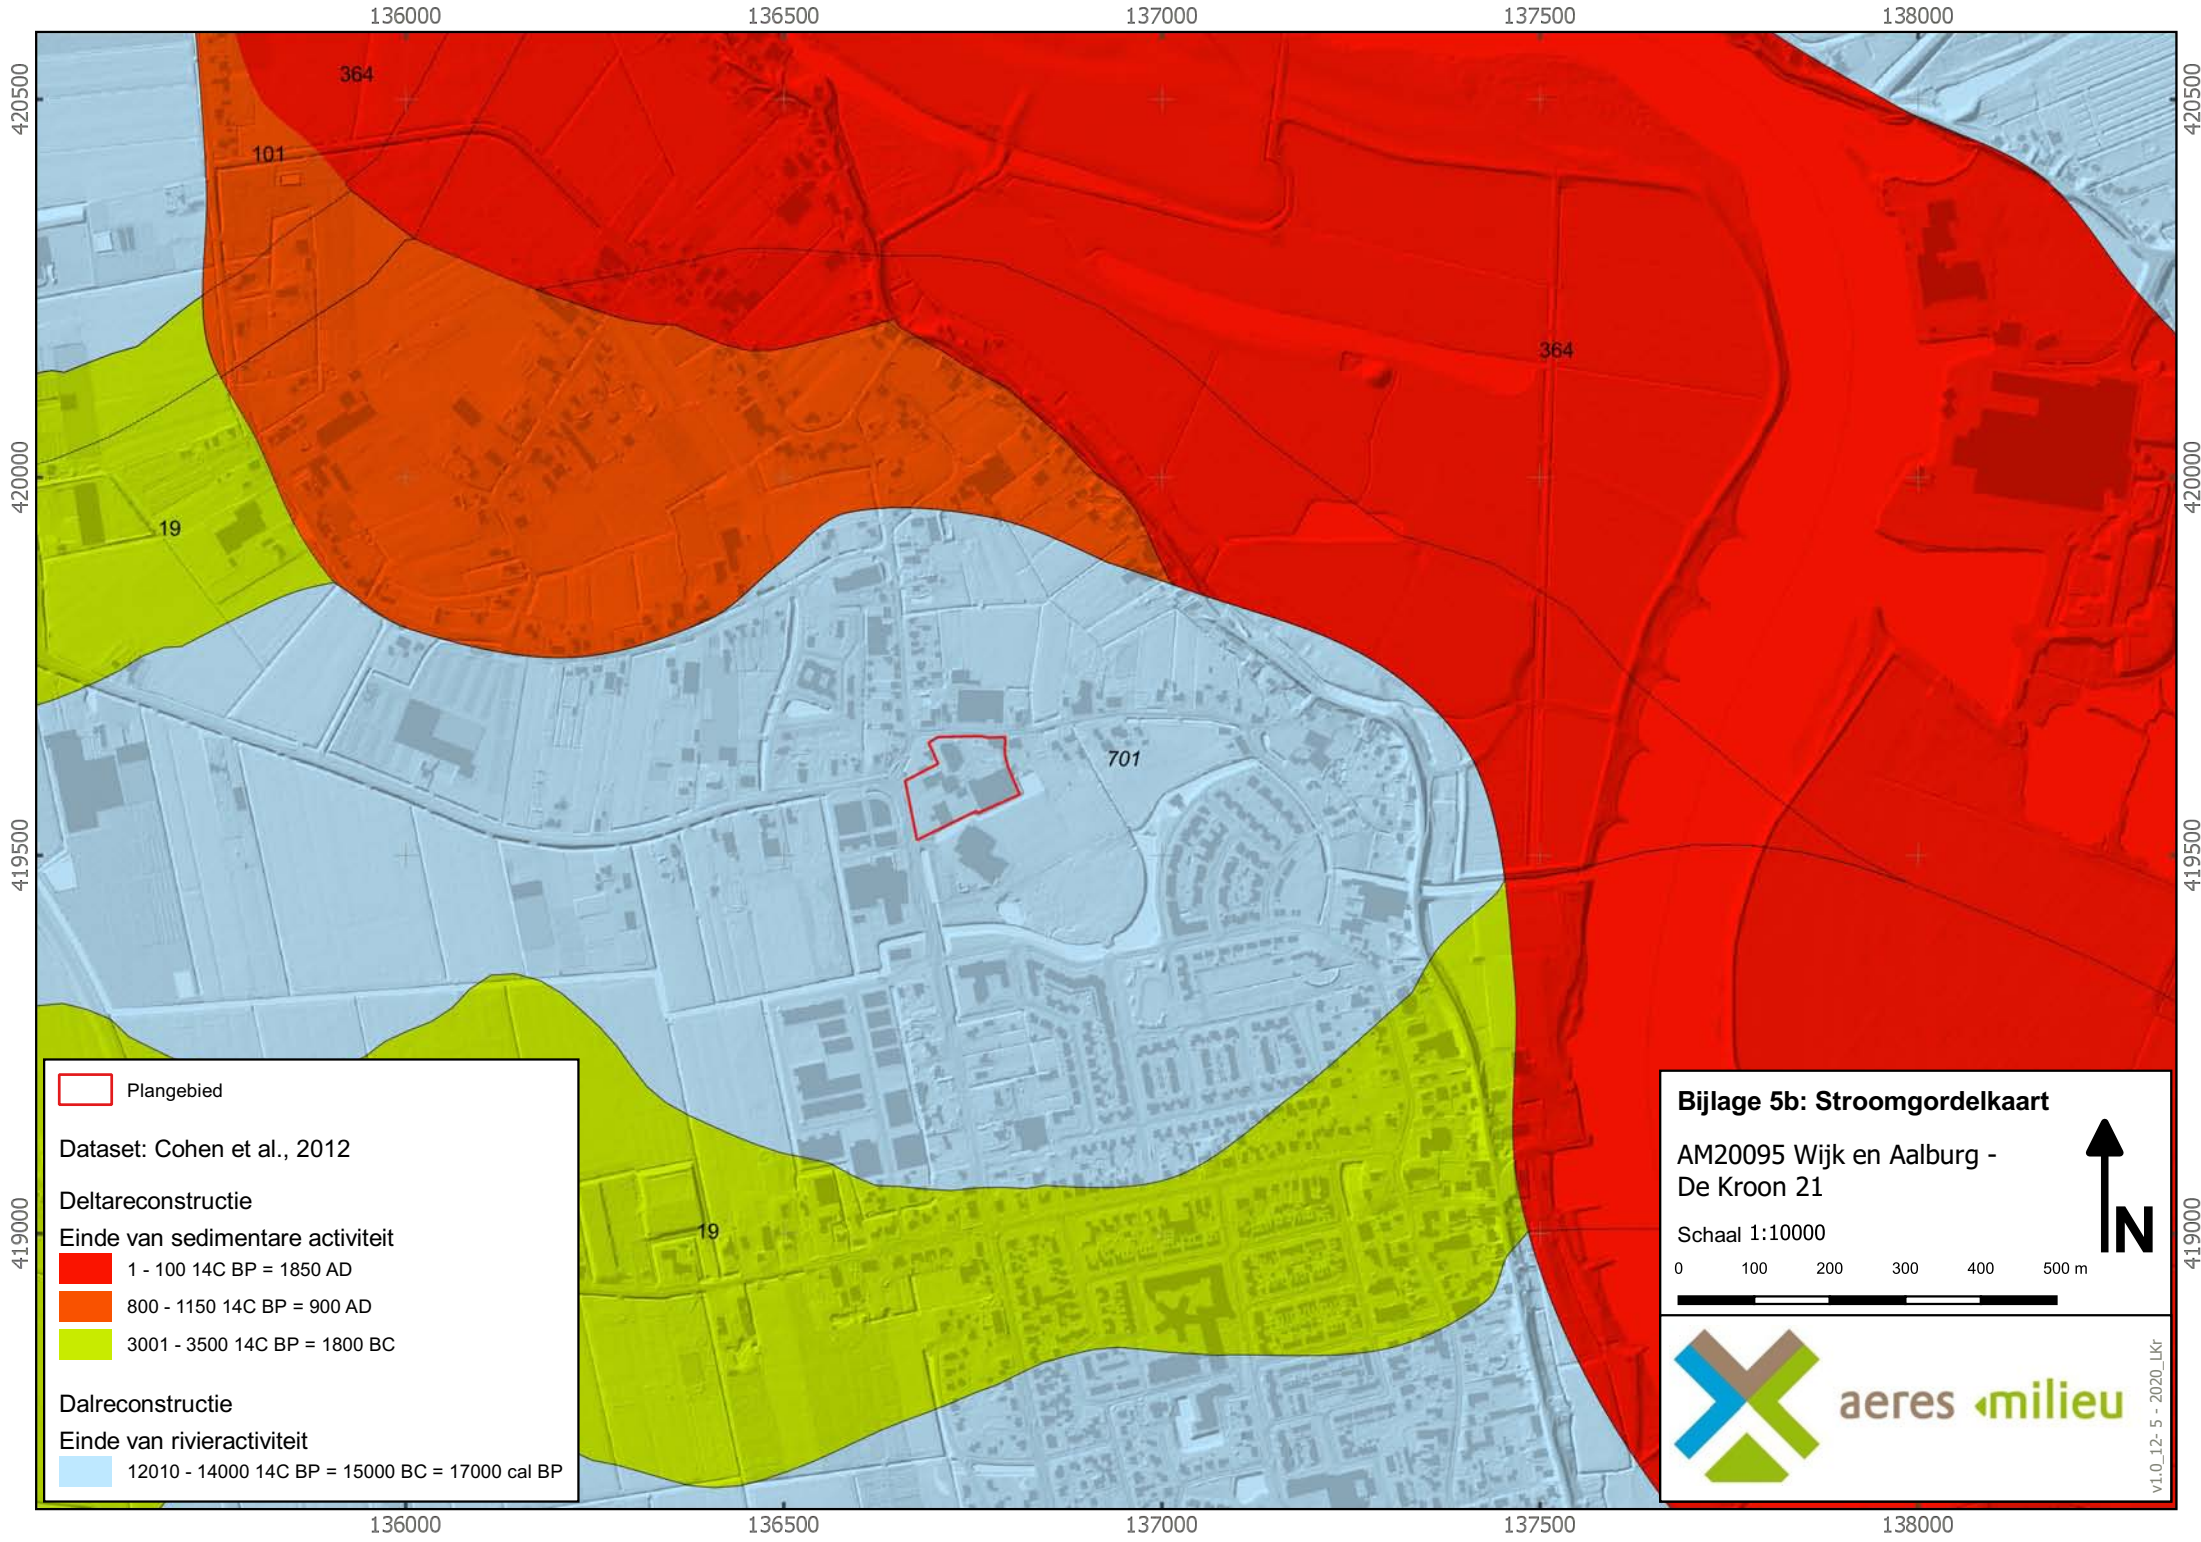 136000 136500 137000 137500 138000
420500
420000
419500
419000
420500
420000
419500
419000
364
101
19
364
701
19
Plangebied
Dataset: Cohen et al., 2012
Deltareconstructie
Einde van sedimentare activiteit
1 - 100 14C BP = 1850 AD
800 - 1150 14C BP = 900 AD
3001 - 3500 14C BP = 1800 BC
Dalreconstructie
Einde van rivieractiviteit
12010 - 14000 14C BP = 15000 BC = 17000 cal BP
Bijlage 5b: Stroomgordelkaart
AM20095 Wijk en Aalburg -
De Kroon 21
Schaal 1:10000
0 100 200 300 400 500 m
N
aeres milieu
v1.0_12- 5 - 2020_LKr
136000 136500 137000 137500 138000